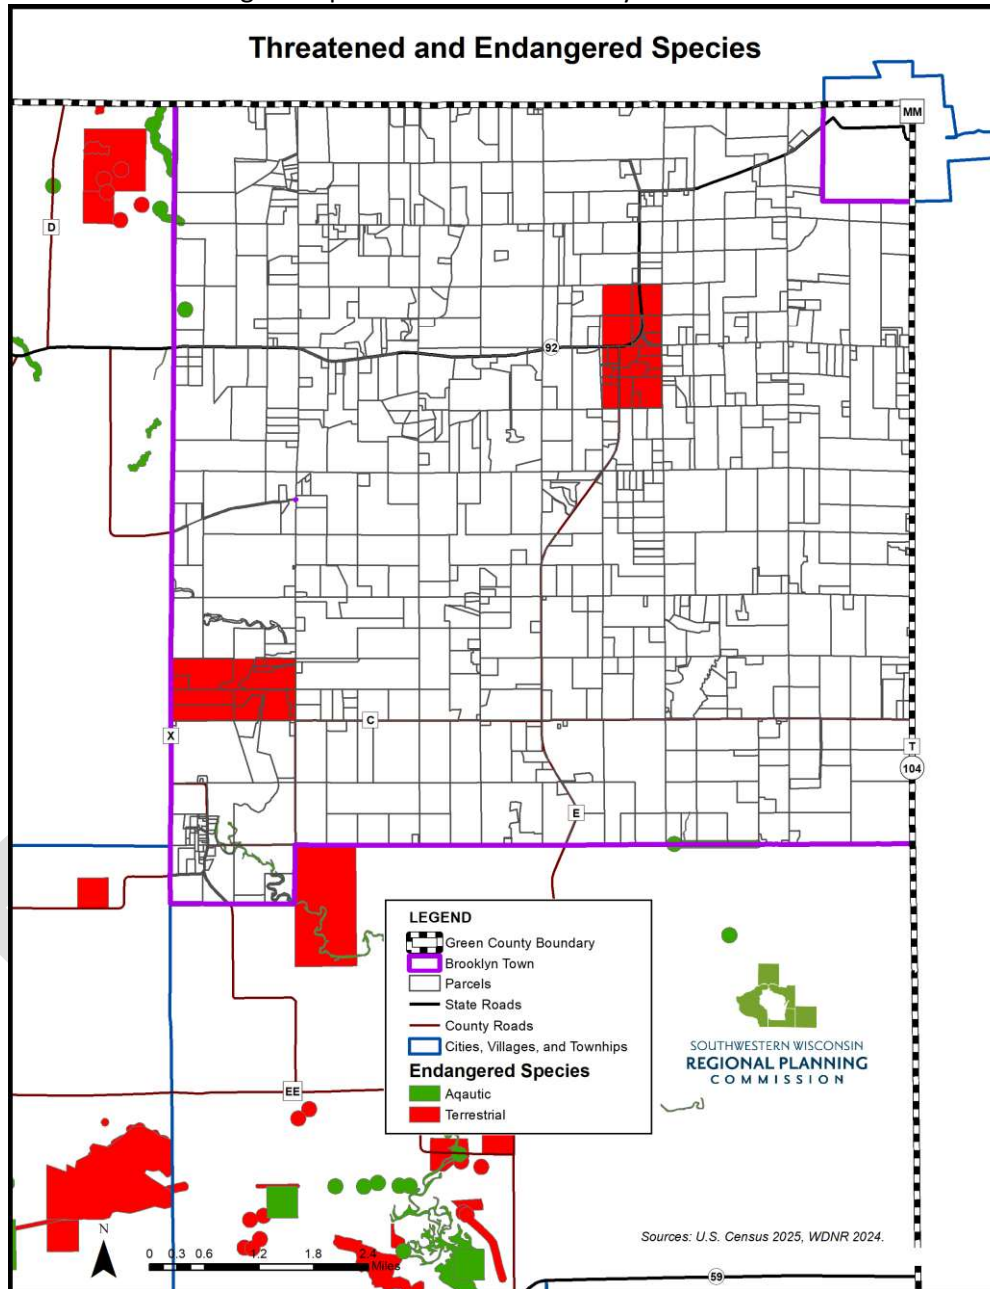 Threatened and Endangered Species
MM
D
92
C
X
T
104
E
LEGEND
Green County Boundary
Brooklyn Town
Parcels
State Roads
County Roads
Cities, Villages, and Townhips
Endangered Species
Aqautic
Terrestrial
SOUTHWESTERN WISCONSIN
REGIONAL PLANNING
COMMISSION
EE
N
Sources: U.S. Census 2025, WDNR 2024.
0 0.3 0.6 1.2 1.8 2.4
Miles
59